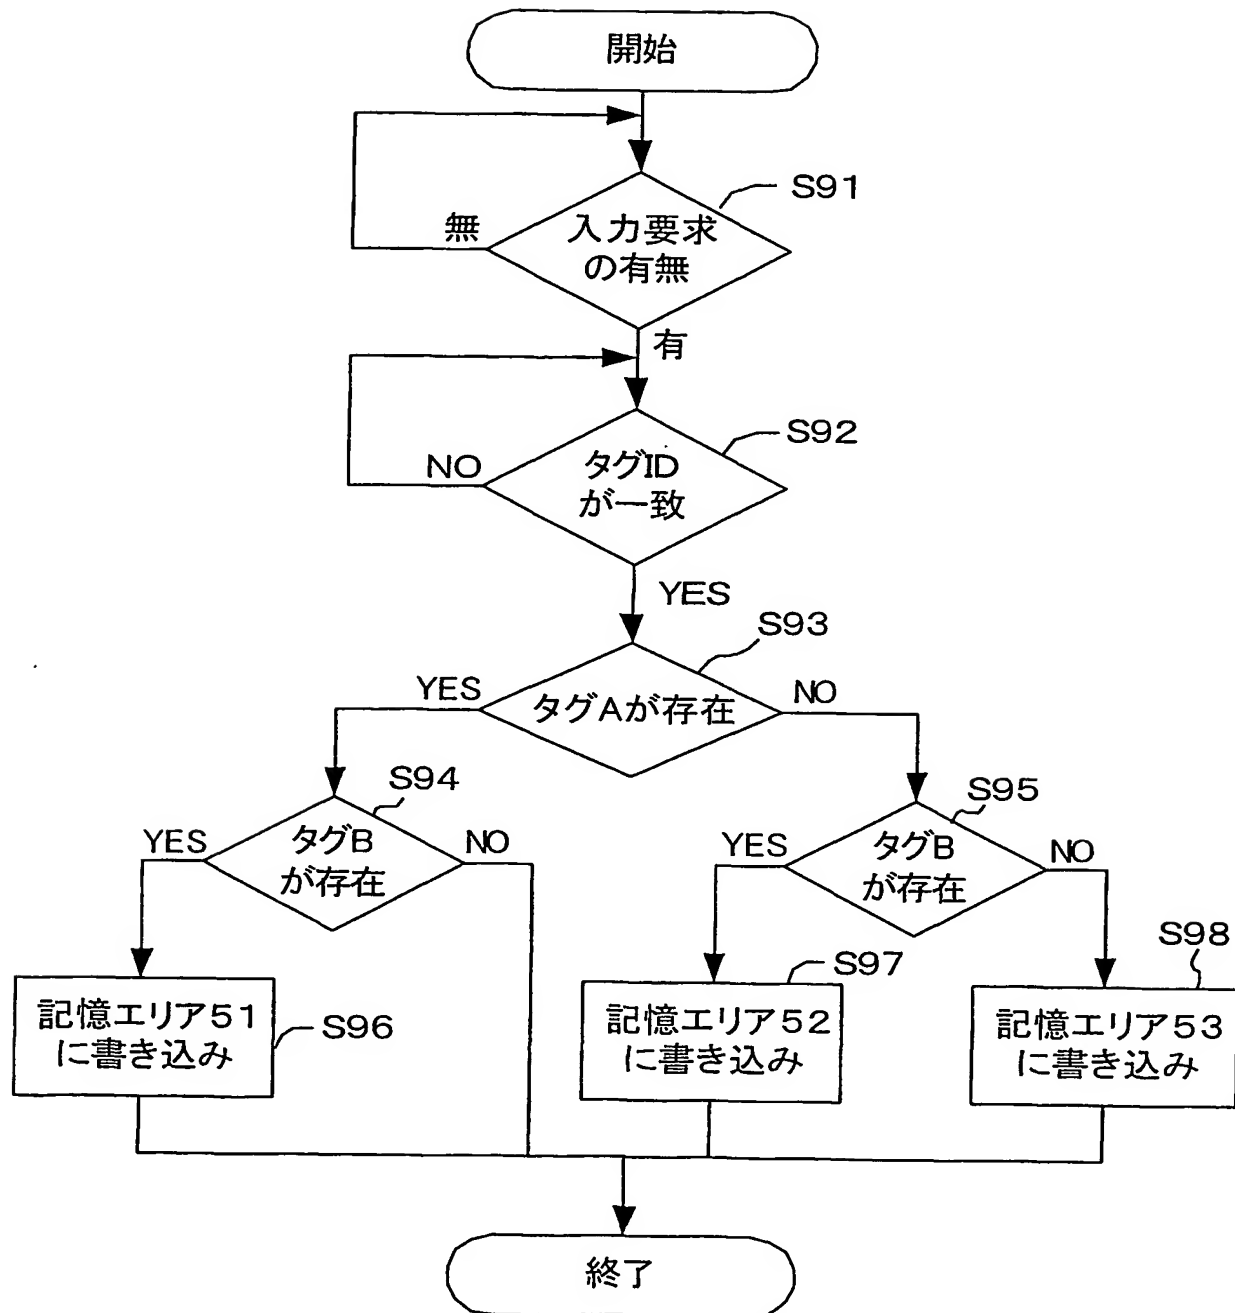 開始
S91
無
入力要求
の有無
有
S92
NO
タグID
が一致
YES
S93
YES
タグAが存在
NO
S94
YES
タグB
が存在
NO
S95
YES
タグB
が存在
NO
記憶エリア51
に書き込み
S96
S97
記憶エリア52
に書き込み
S98
記憶エリア53
に書き込み
終了